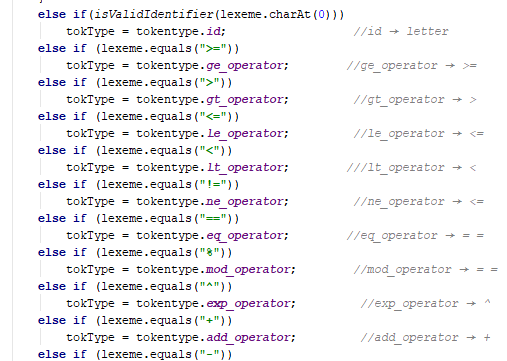 else if(isValidIdentifier(lexeme.charAt(0)))
tokType = tokentype.id; //id → letter
else if (lexeme.equals(">="))
tokType = tokentype.ge_operator; //ge_operator → >=
else if (lexeme.equals(">"))
tokType = tokentype.gt_operator; //gt_operator → >
else if (lexeme.equals("<="))
tokType = tokentype.le_operator; //le_operator → <=
else if (lexeme.equals("<"))
tokType = tokentype.lt_operator; ///lt_operator → <
else if (lexeme.equals("!="))
tokType = tokentype.ne_operator; //ne_operator → <=
else if (lexeme.equals("=="))
tokType = tokentype.eq_operator; //eq_operator → = =
else if (lexeme.equals("%"))
tokType = tokentype.mod_operator; //mod_operator → = =
else if (lexeme.equals("^"))
tokType = tokentype.exp_operator; //exp_operator → ^
else if (lexeme.equals("+"))
tokType = tokentype.add_operator; //add_operator → +
else if (lexeme.equals("-"))